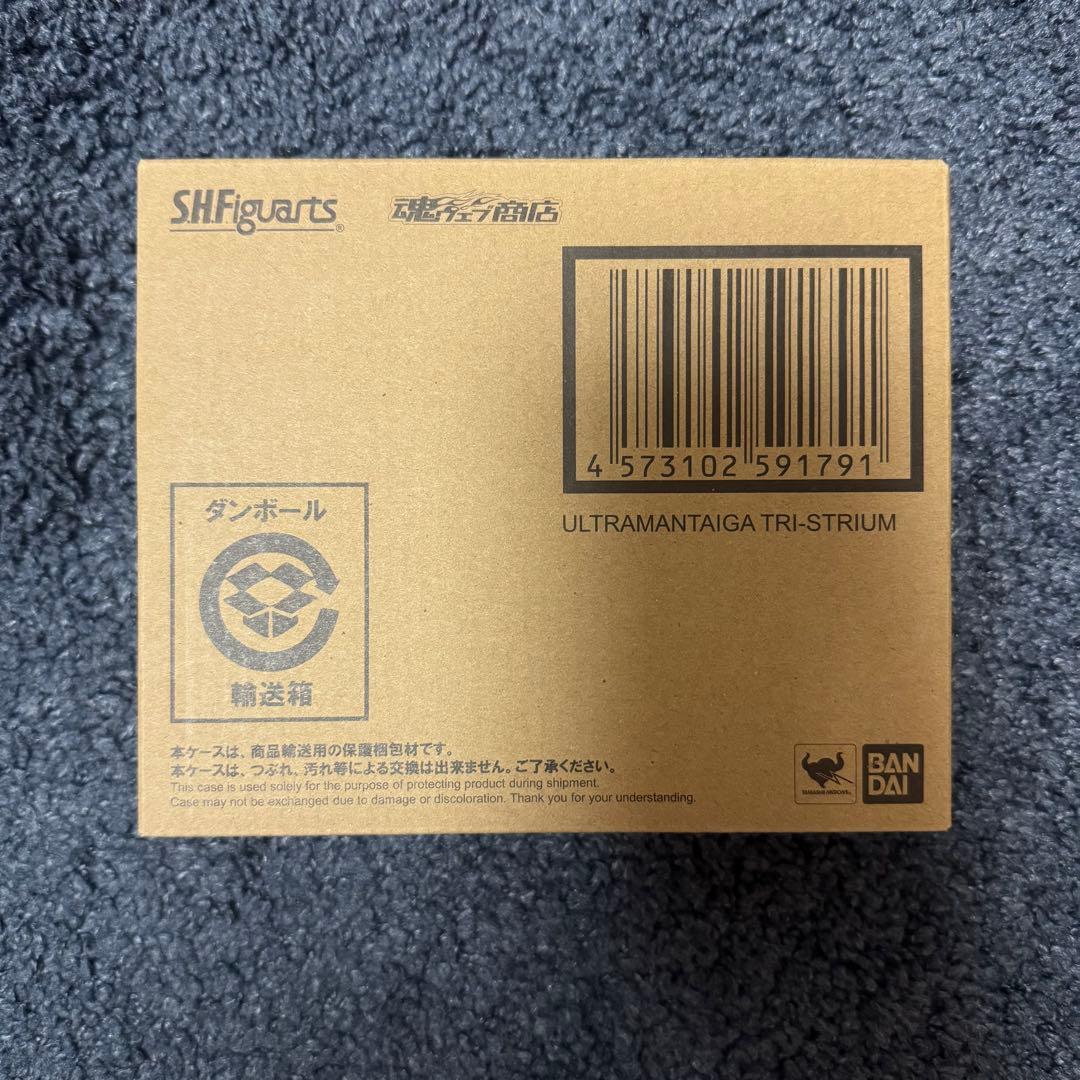 S.H.Figuarts®
魂ウェブ商店
4 573102 591791
ULTRAMANTAIGA TRI-STRIUM
ダンボール
輸送箱
本ケースは、商品輸送用の保護梱包材です。
本ケースは、つぶれ、汚れ等による交換は出来ません。ご了承ください。
This case is used solely for the purpose of protecting product during shipment.
Case may not be exchanged due to damage or discoloration. Thank you for your understanding.
TAMASHII NATIONS
BAN
DAI